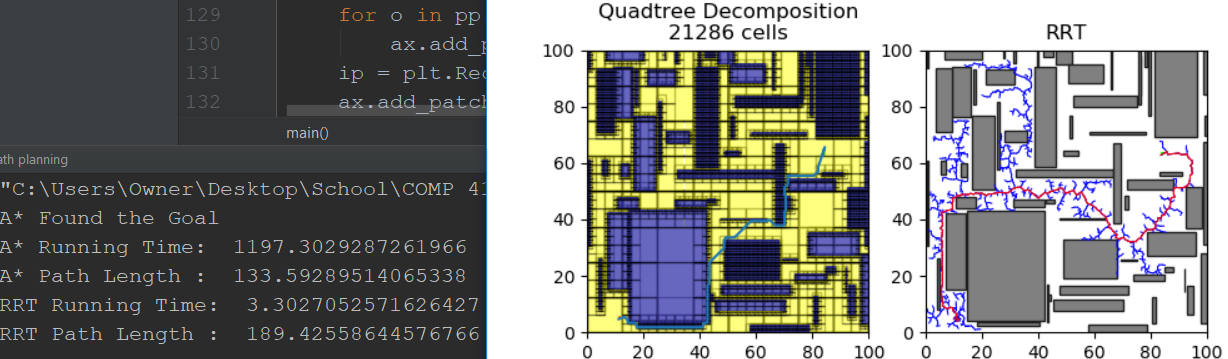 129 for o in pp
130 ax.add_p
131 ip = plt.Rec
132 ax.add_patch
main()
ath planning
"C:\Users\Owner\Desktop\School\COMP 41
A* Found the Goal
A* Running Time:  1197.3029287261966
A* Path Length :  133.59289514065338
RRT Running Time:  3.3027052571626427
RRT Path Length :  189.42558644576766
Quadtree Decomposition
21286 cells
100
80
60
40
20
0
0 20 40 60 80 100
RRT
100
80
60
40
20
0
0 20 40 60 80 100